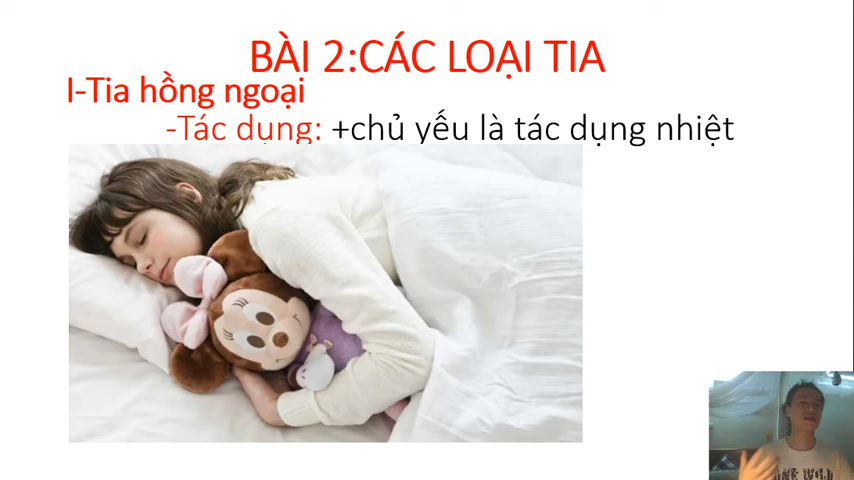 BÀI 2:CÁC LOẠI TIA
I-Tia hồng ngoại
-Tác dụng: +chủ yếu là tác dụng nhiệt